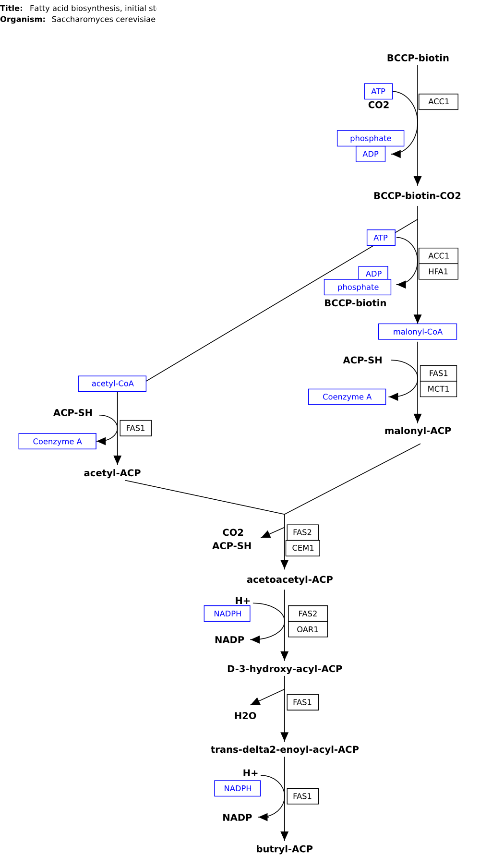 Title: Fatty acid biosynthesis, initial st
Organism: Saccharomyces cerevisiae
BCCP-biotin
ATP
CO2
ACC1
phosphate
ADP
BCCP-biotin-CO2
ATP
ACC1
HFA1
ADP
phosphate
BCCP-biotin
malonyl-CoA
ACP-SH
FAS1
MCT1
Coenzyme A
malonyl-ACP
acetyl-CoA
ACP-SH
FAS1
Coenzyme A
acetyl-ACP
CO2
ACP-SH
FAS2
CEM1
acetoacetyl-ACP
H+
NADPH
FAS2
OAR1
NADP
D-3-hydroxy-acyl-ACP
FAS1
H2O
trans-delta2-enoyl-acyl-ACP
H+
NADPH
FAS1
NADP
butryl-ACP